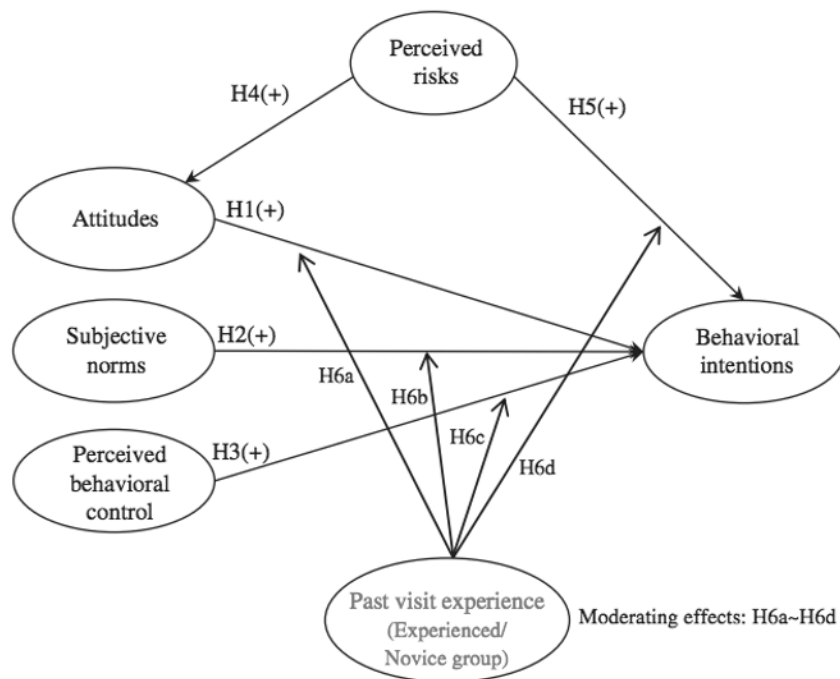 Perceived
risks
H4(+)
H5(+)
Attitudes
H1(+)
Subjective
norms
H2(+)
Behavioral
intentions
H6a
H6b
H6c
H6d
Perceived
behavioral
control
H3(+)
Past visit experience
(Experienced/
Novice group)
Moderating effects: H6a~H6d